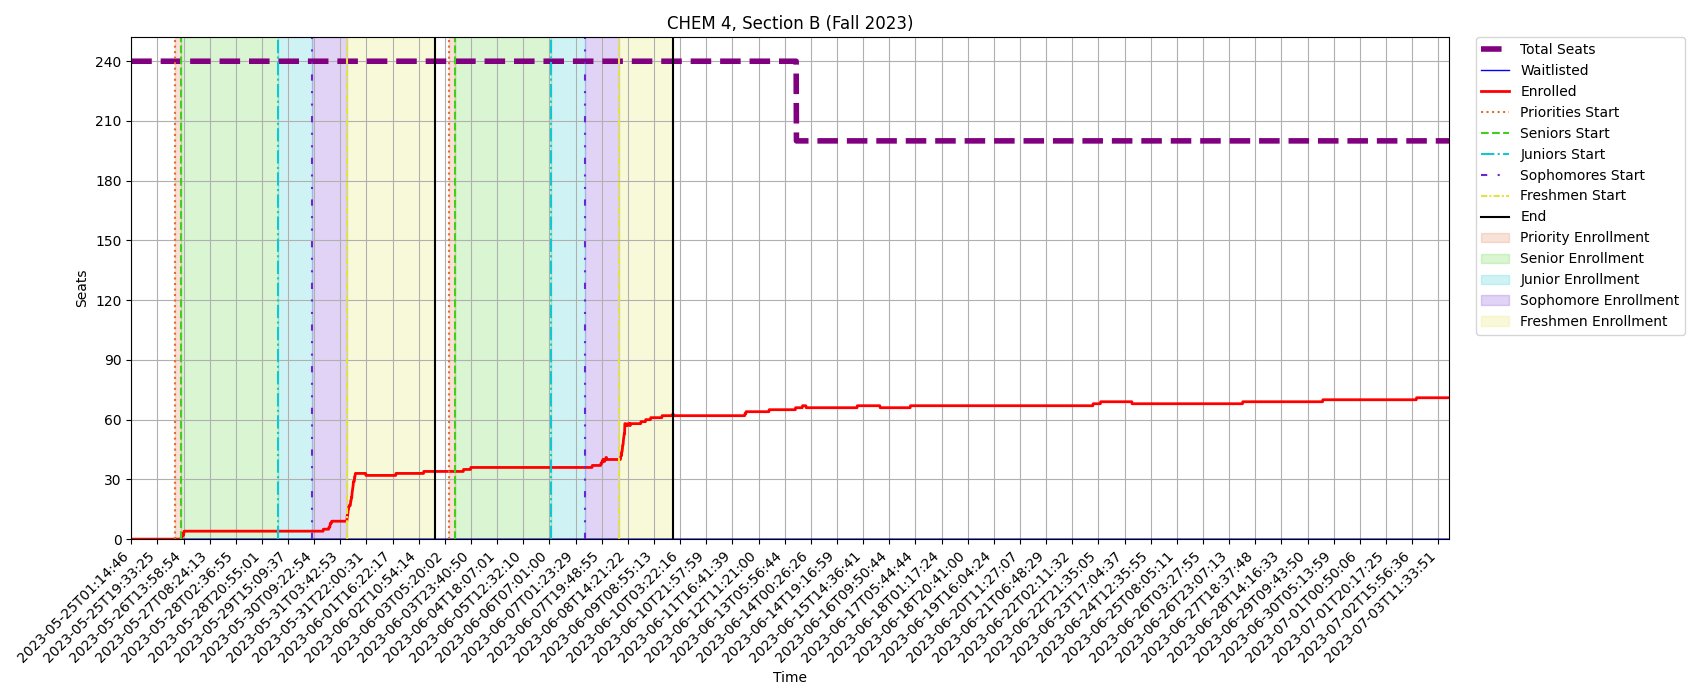 CHEM 4, Section B (Fall 2023)
Total Seats
Waitlisted
Enrolled
Priorities Start
Seniors Start
Juniors Start
Sophomores Start
Freshmen Start
End
Priority Enrollment
Senior Enrollment
Junior Enrollment
Sophomore Enrollment
Freshmen Enrollment
Seats
240
210
180
150
120
90
60
30
0
2023-05-25T01:14:46
2023-05-25T19:33:25
2023-05-26T13:58:54
2023-05-27T08:24:13
2023-05-28T02:36:55
2023-05-28T20:55:01
2023-05-29T15:09:37
2023-05-30T09:22:54
2023-05-31T03:42:53
2023-05-31T22:00:31
2023-06-01T16:22:17
2023-06-02T10:54:14
2023-06-03T05:20:02
2023-06-03T23:40:50
2023-06-04T18:07:01
2023-06-05T12:32:10
2023-06-06T07:01:00
2023-06-07T01:23:29
2023-06-07T19:48:55
2023-06-08T14:21:22
2023-06-09T08:55:13
2023-06-10T03:22:16
2023-06-10T21:57:59
2023-06-11T16:41:39
2023-06-12T11:21:00
2023-06-13T05:56:44
2023-06-14T00:26:26
2023-06-14T19:16:59
2023-06-15T14:36:41
2023-06-16T09:50:44
2023-06-17T05:44:44
2023-06-18T01:17:24
2023-06-18T20:41:00
2023-06-19T16:04:24
2023-06-20T11:27:07
2023-06-21T06:48:29
2023-06-22T02:11:32
2023-06-22T21:35:05
2023-06-23T17:04:37
2023-06-24T12:35:55
2023-06-25T08:05:11
2023-06-26T03:27:55
2023-06-26T23:07:13
2023-06-27T18:37:48
2023-06-28T14:16:33
2023-06-29T09:43:50
2023-06-30T05:13:59
2023-07-01T00:50:06
2023-07-01T20:17:25
2023-07-02T15:56:36
2023-07-03T11:33:51
Time